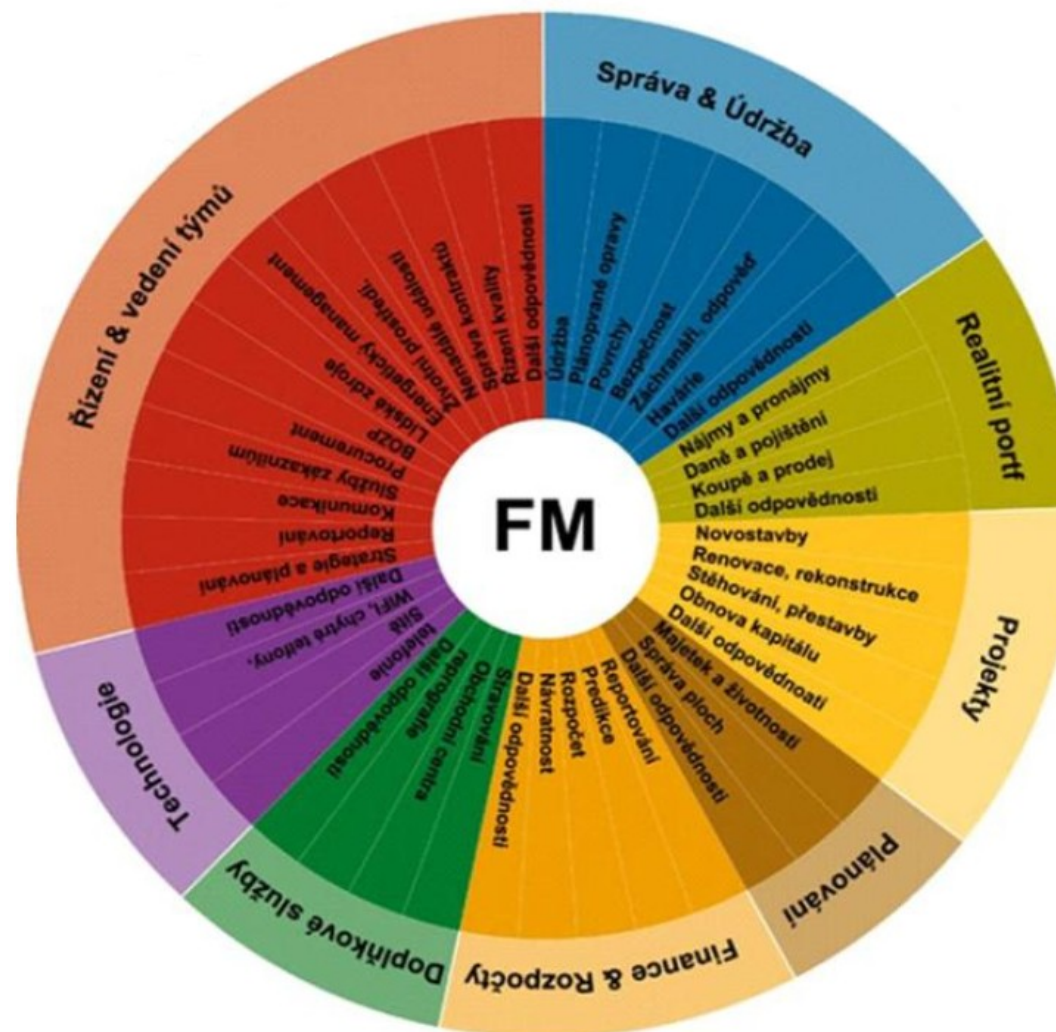 Správa & Údržba
Údržba
Plánopvané opravy
Povrchy
Bezpečnost
Záchranáři, odpověď
Havárie
Další odpovědnosti
Realitní portf
Nájmy a pronájmy
Daně a pojištění
Koupě a prodej
Další odpovědnosti
Projekty
Novostavby
Renovace, rekonstrukce
Stěhování, přestavby
Obnova kapitálu
Další odpovědnoati
Plánování
Majetek a životnosti
Správa ploch
Další odpovědnosti
Finance & Rozpočty
Reportování
Predikce
Rozpočet
Návratnost
Další odpovědnosti
Doplňkové služby
Stravování
Obchodní centra
reprografie
Další odpovědnosti
Technologie
telefonie
Sítě
WiFi, chytré telfony,
Další odpovědnosti
Řízení & vedení týmů
Strategie a plánování
Reportování
Komunikace
Služby zákaznílům
Procurement
BOZP
Lidské zdroje
Energetický management
Životní prostředí,
Nenadálé události
Správa kontraktů
Řízení kvality
Další odpovědnosti
FM